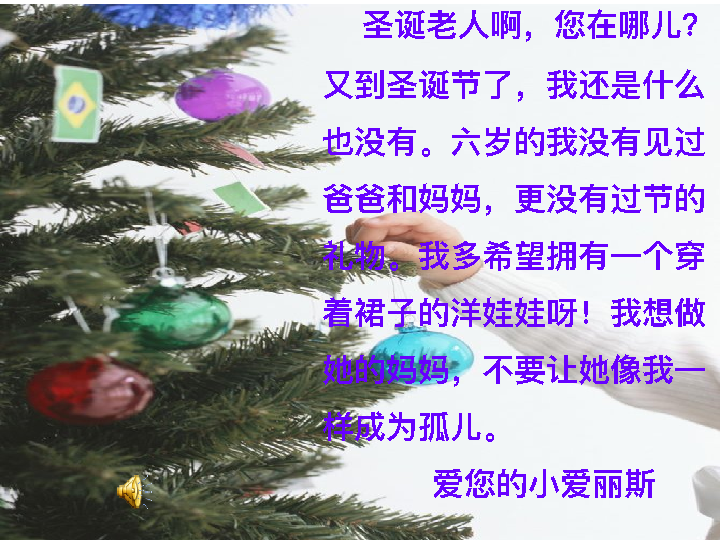 圣诞老人啊，您在哪儿？
又到圣诞节了，我还是什么
也没有。六岁的我没有见过
爸爸和妈妈，更没有过节的
礼物。我多希望拥有一个穿
着裙子的洋娃娃呀！我想做
她的妈妈，不要让她像我一
样成为孤儿。
爱您的小爱丽斯